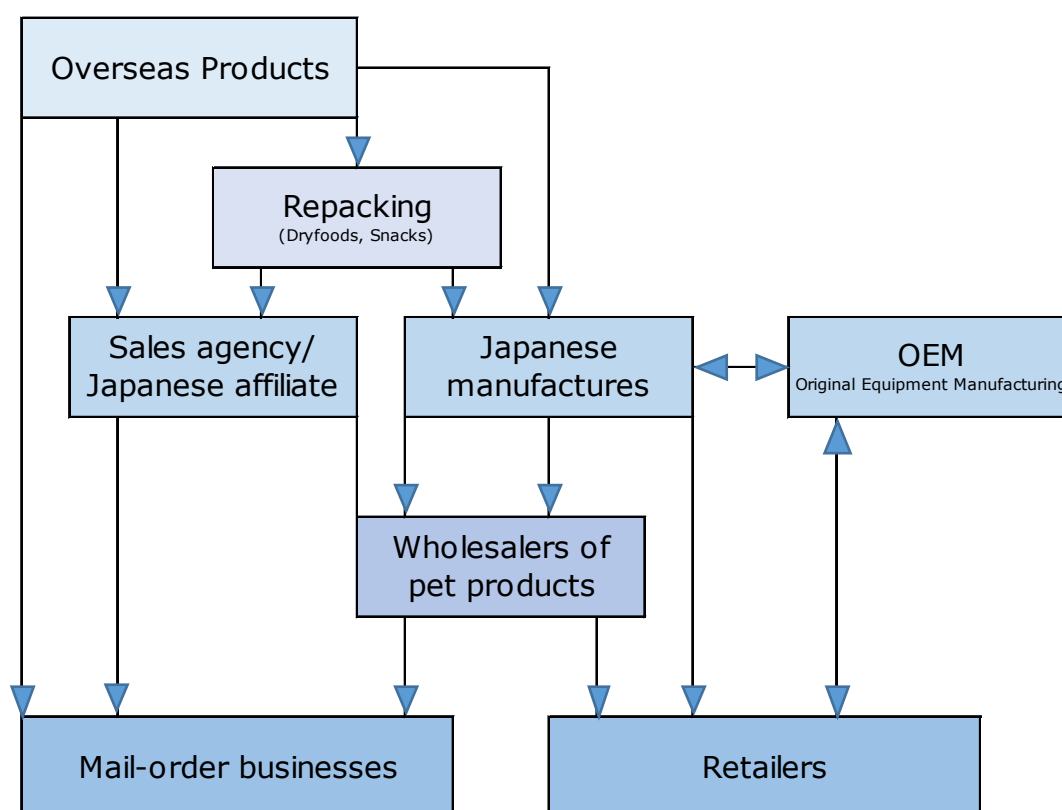 Overseas Products
Repacking
(Dryfoods, Snacks)
Sales agency/
Japanese affiliate
Japanese
manufactures
OEM
Original Equipment Manufacturing
Wholesalers of
pet products
Mail-order businesses
Retailers